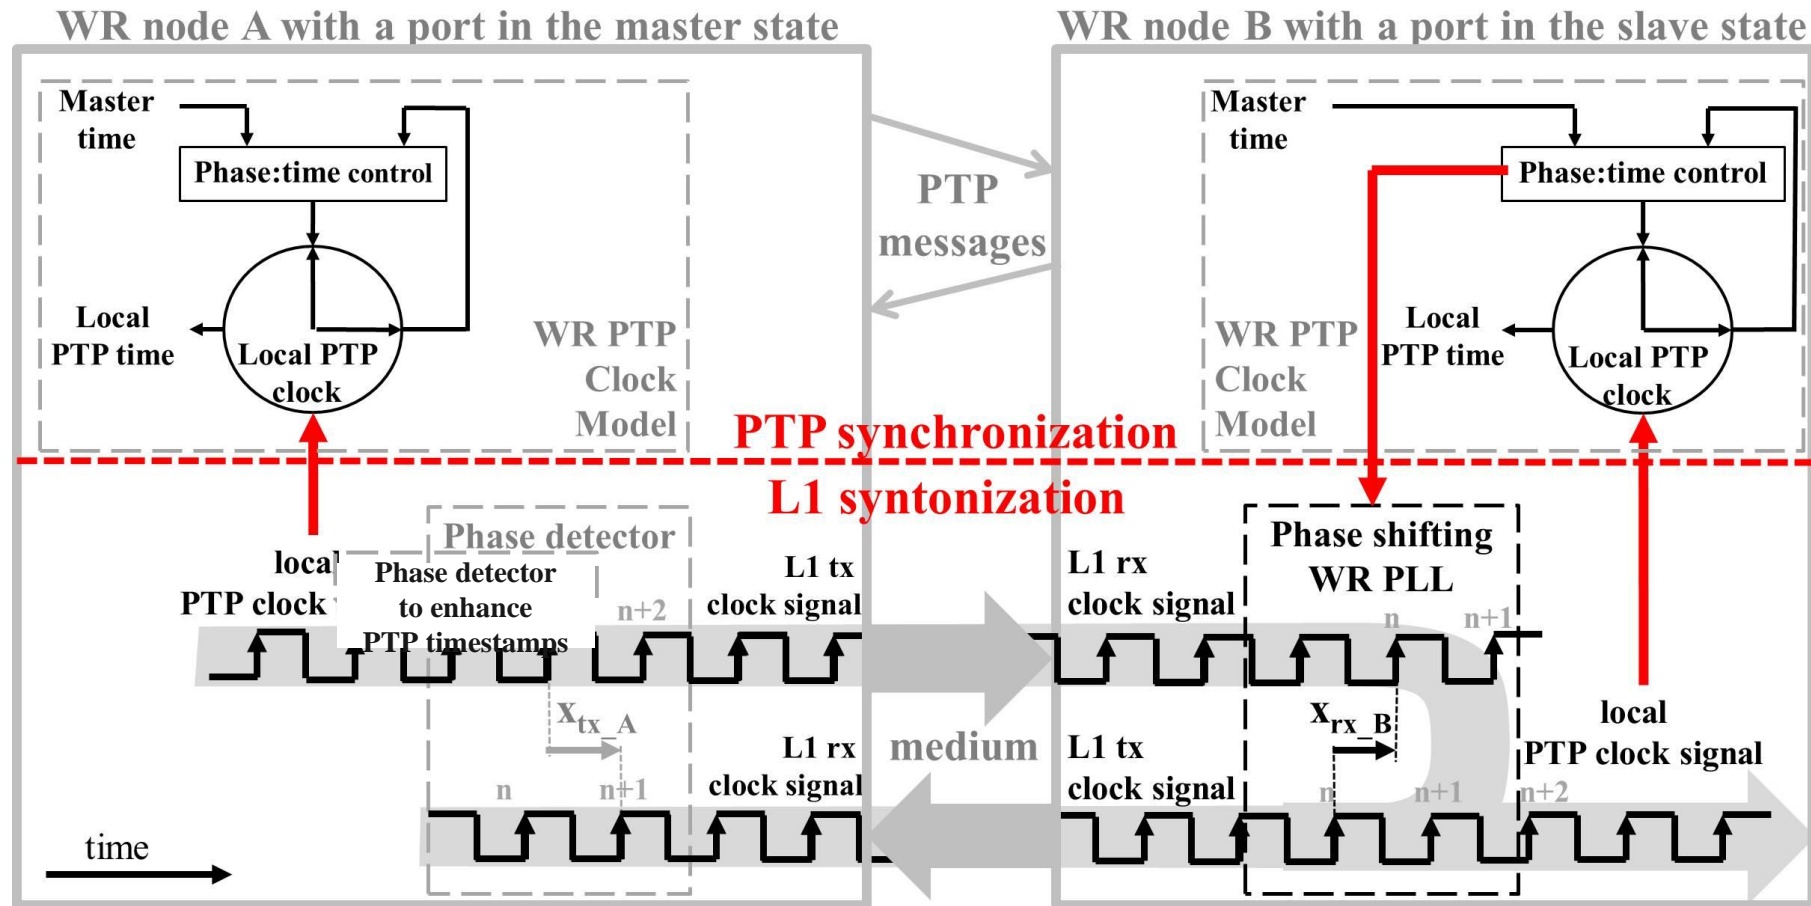 WR node A with a port in the master state
WR node B with a port in the slave state
Master
time
Phase:time control
Local
PTP time
Local PTP
clock
WR PTP
Clock
Model
PTP
messages
Master
time
Phase:time control
Local
PTP time
Local PTP
clock
WR PTP
Clock
Model
PTP synchronization
L1 syntonization
Phase detector
local
PTP clock
Phase detector
to enhance
PTP timestamps
n+2
L1 tx
clock signal
L1 rx
clock signal
Phase shifting
WR PLL
n
n+1
x_tx_A
medium
x_rx_B
local
PTP clock signal
L1 rx
clock signal
n
n+1
L1 tx
clock signal
n
n+1
n+2
time